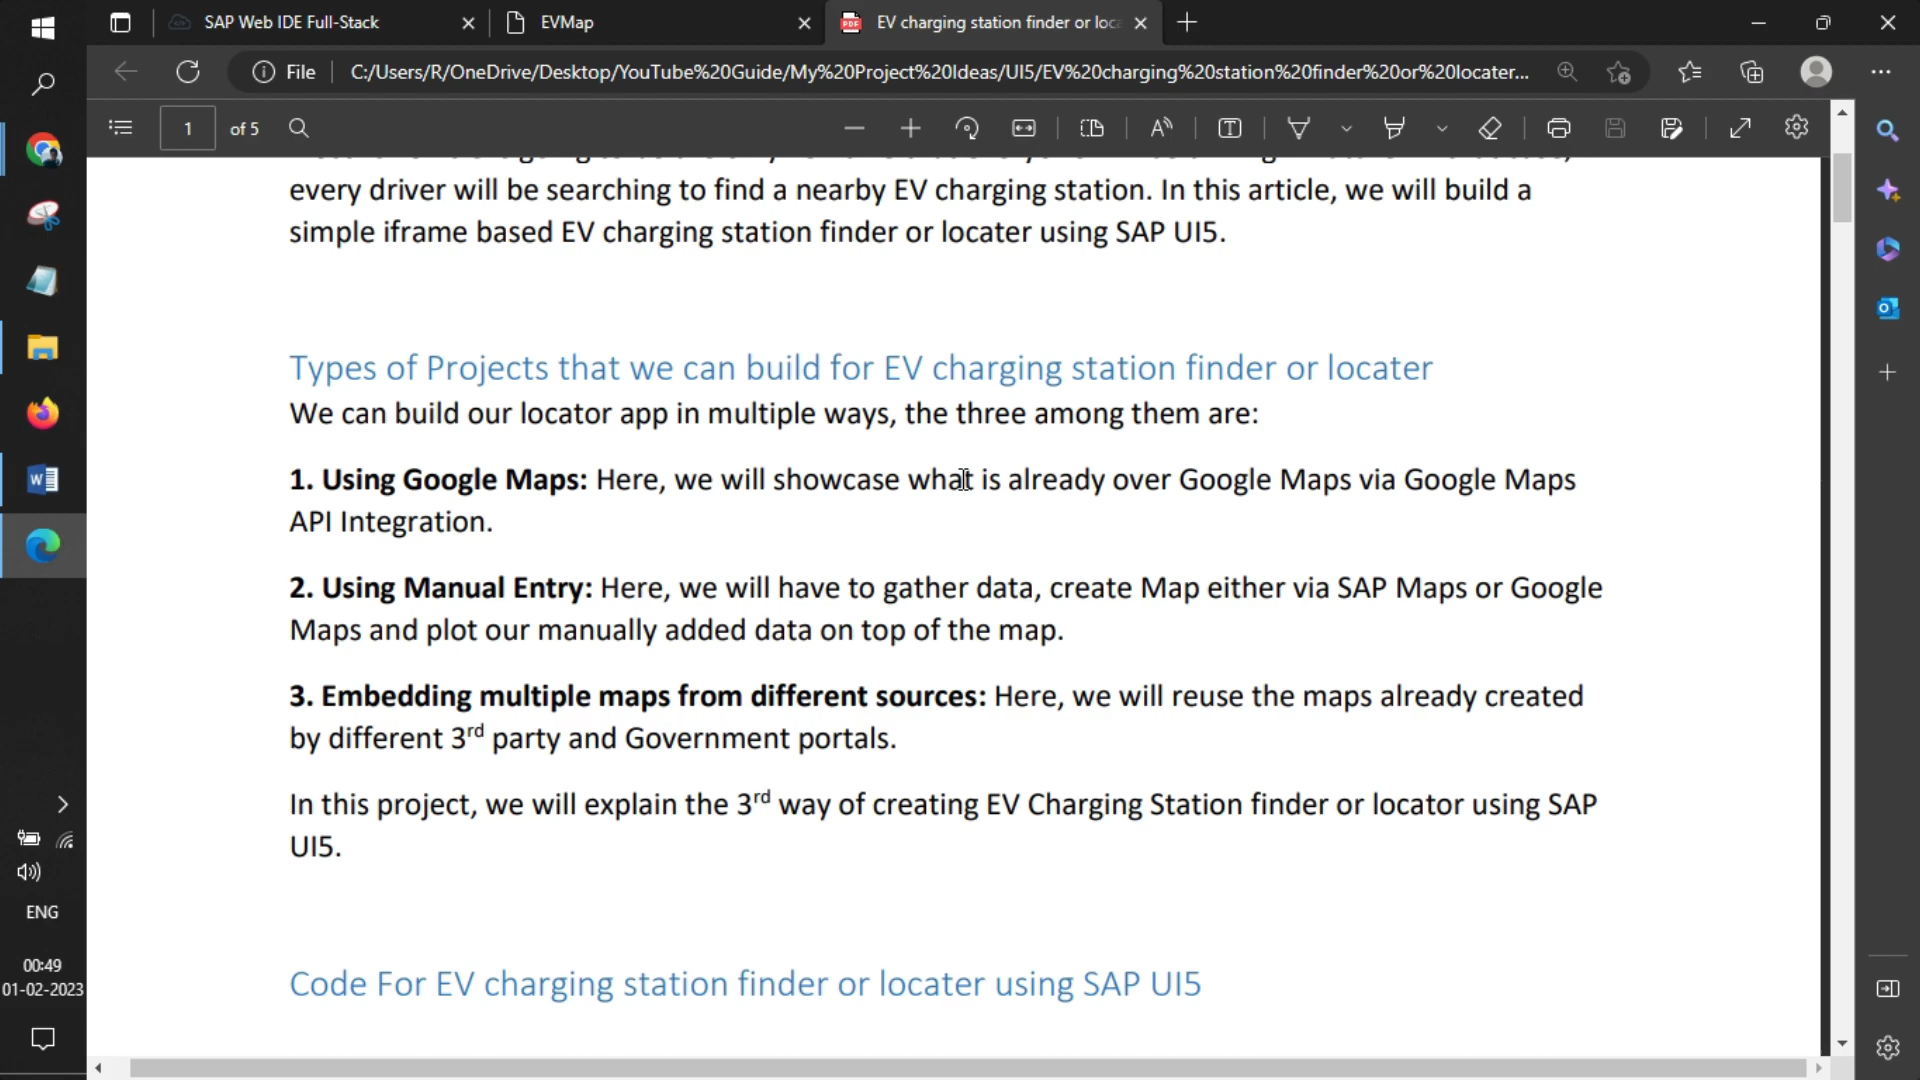 SAP Web IDE Full-Stack
EVMap
EV charging station finder or loc
File
C:/Users/R/OneDrive/Desktop/YouTube%20Guide/My%20Project%20Ideas/UI5/EV%20charging%20station%20finder%20or%20locater...
1
of 5
every driver will be searching to find a nearby EV charging station. In this article, we will build a
simple iframe based EV charging station finder or locater using SAP UI5.
Types of Projects that we can build for EV charging station finder or locater
We can build our locator app in multiple ways, the three among them are:
1. Using Google Maps: Here, we will showcase what is already over Google Maps via Google Maps
API Integration.
2. Using Manual Entry: Here, we will have to gather data, create Map either via SAP Maps or Google
Maps and plot our manually added data on top of the map.
3. Embedding multiple maps from different sources: Here, we will reuse the maps already created
by different 3rd party and Government portals.
In this project, we will explain the 3rd way of creating EV Charging Station finder or locator using SAP
UI5.
Code For EV charging station finder or locater using SAP UI5
ENG
00:49
01-02-2023